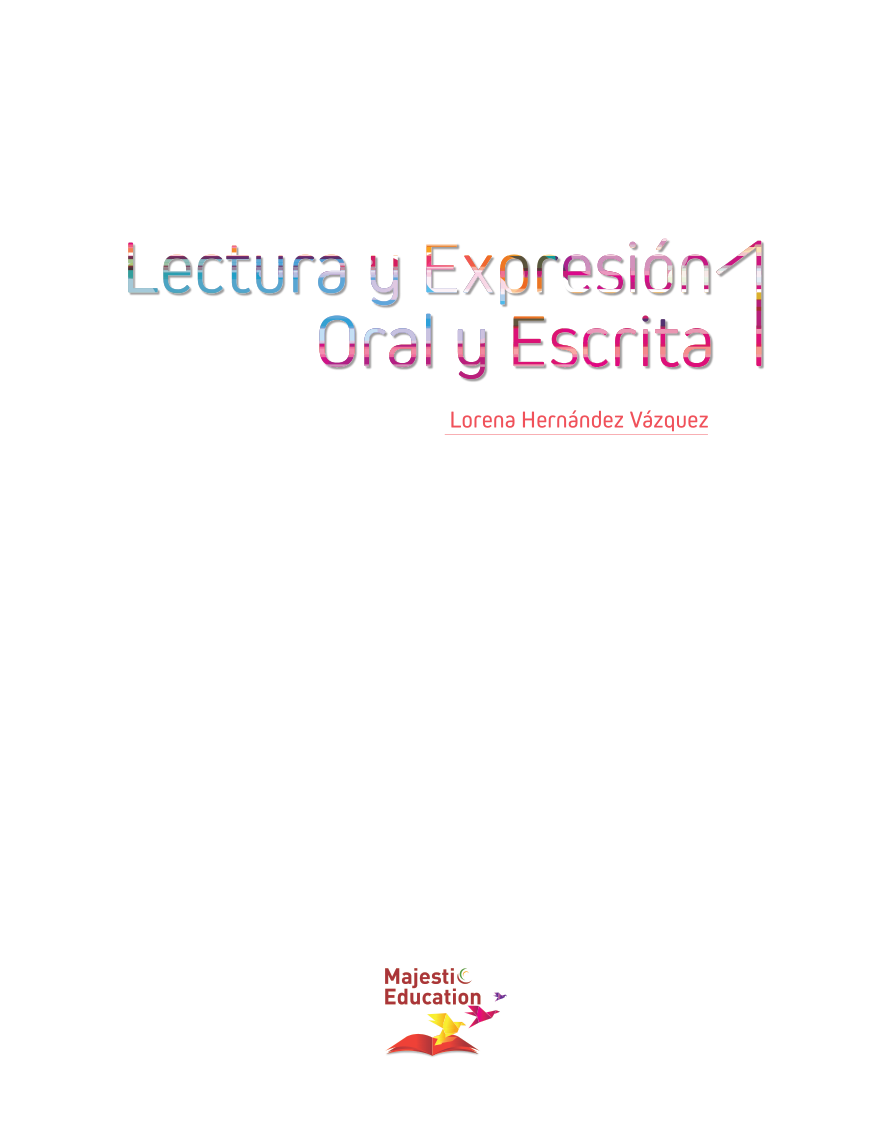 Lectura y Expresión 1
Oral y Escrita
Lorena Hernández Vázquez
Majestic
Education